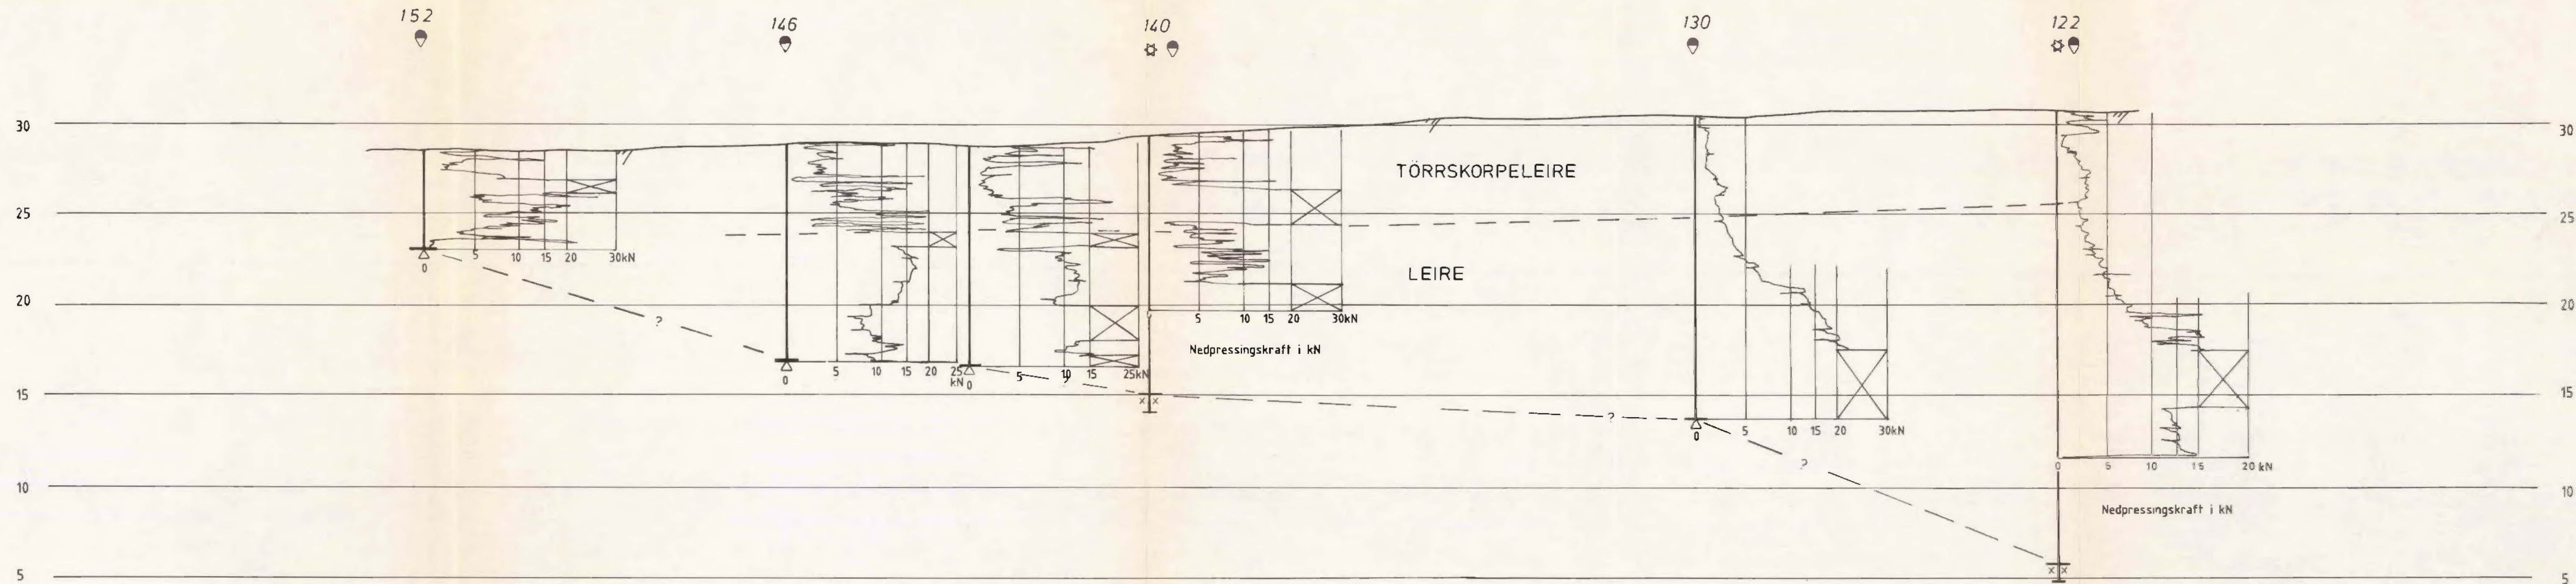 152
146
140
130
122
30
30
TÖRRSKORPELEIRE
25
25
0 5 10 15 20 30kN
LEIRE
20
20
?
5 10 15 20 30kN
Nedpressingskraft i kN
0 5 10 15 20 25 kN
0 5 10 15 25kN
?
15
15
x x
?
0 5 10 15 20 30kN
?
0 5 10 15 20 kN
10
10
Nedpressingskraft i kN
x x
5
5